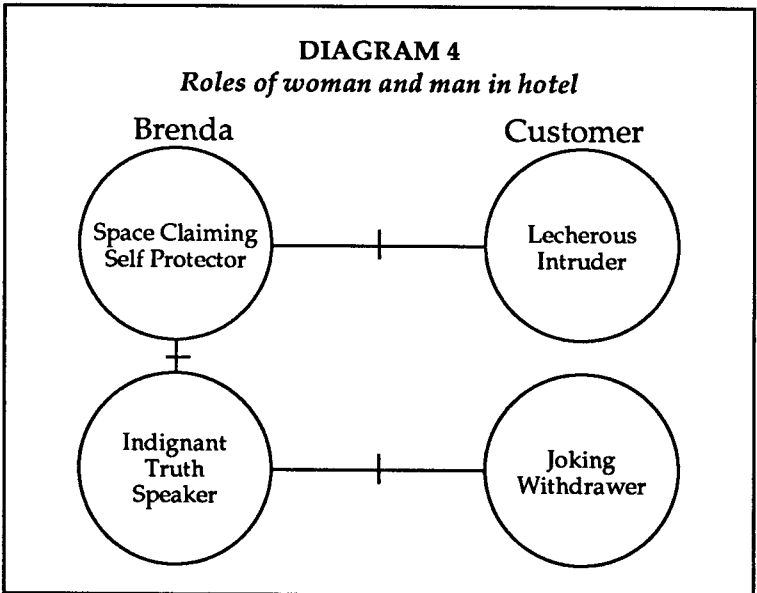 DIAGRAM 4
Roles of woman and man in hotel
Brenda
Customer
Space Claiming
Self Protector
Lecherous
Intruder
Indignant
Truth
Speaker
Joking
Withdrawer